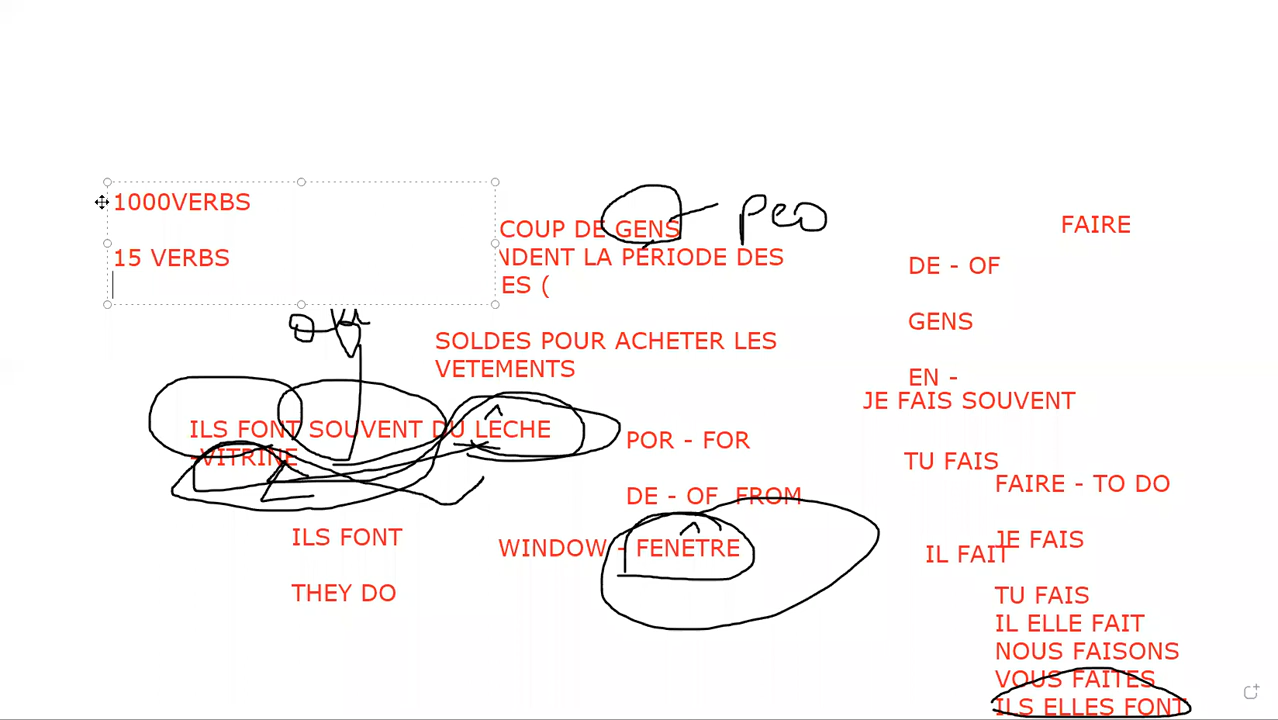 1000VERBS
15 VERBS
COUP DE GENS
NDENT LA PÉRIODE DES
ES (
peo
SOLDES POUR ACHETER LES
VETEMENTS
ILS FONT SOUVENT DU LECHE
-VITRINE
ILS FONT
THEY DO
POR - FOR
DE - OF FROM
WINDOW - FENETRE
FAIRE
DE - OF
GENS
EN -
JE FAIS SOUVENT
TU FAIS
IL FAIT
FAIRE - TO DO
JE FAIS
TU FAIS
IL ELLE FAIT
NOUS FAISONS
VOUS FAITES
ILS ELLES FONT